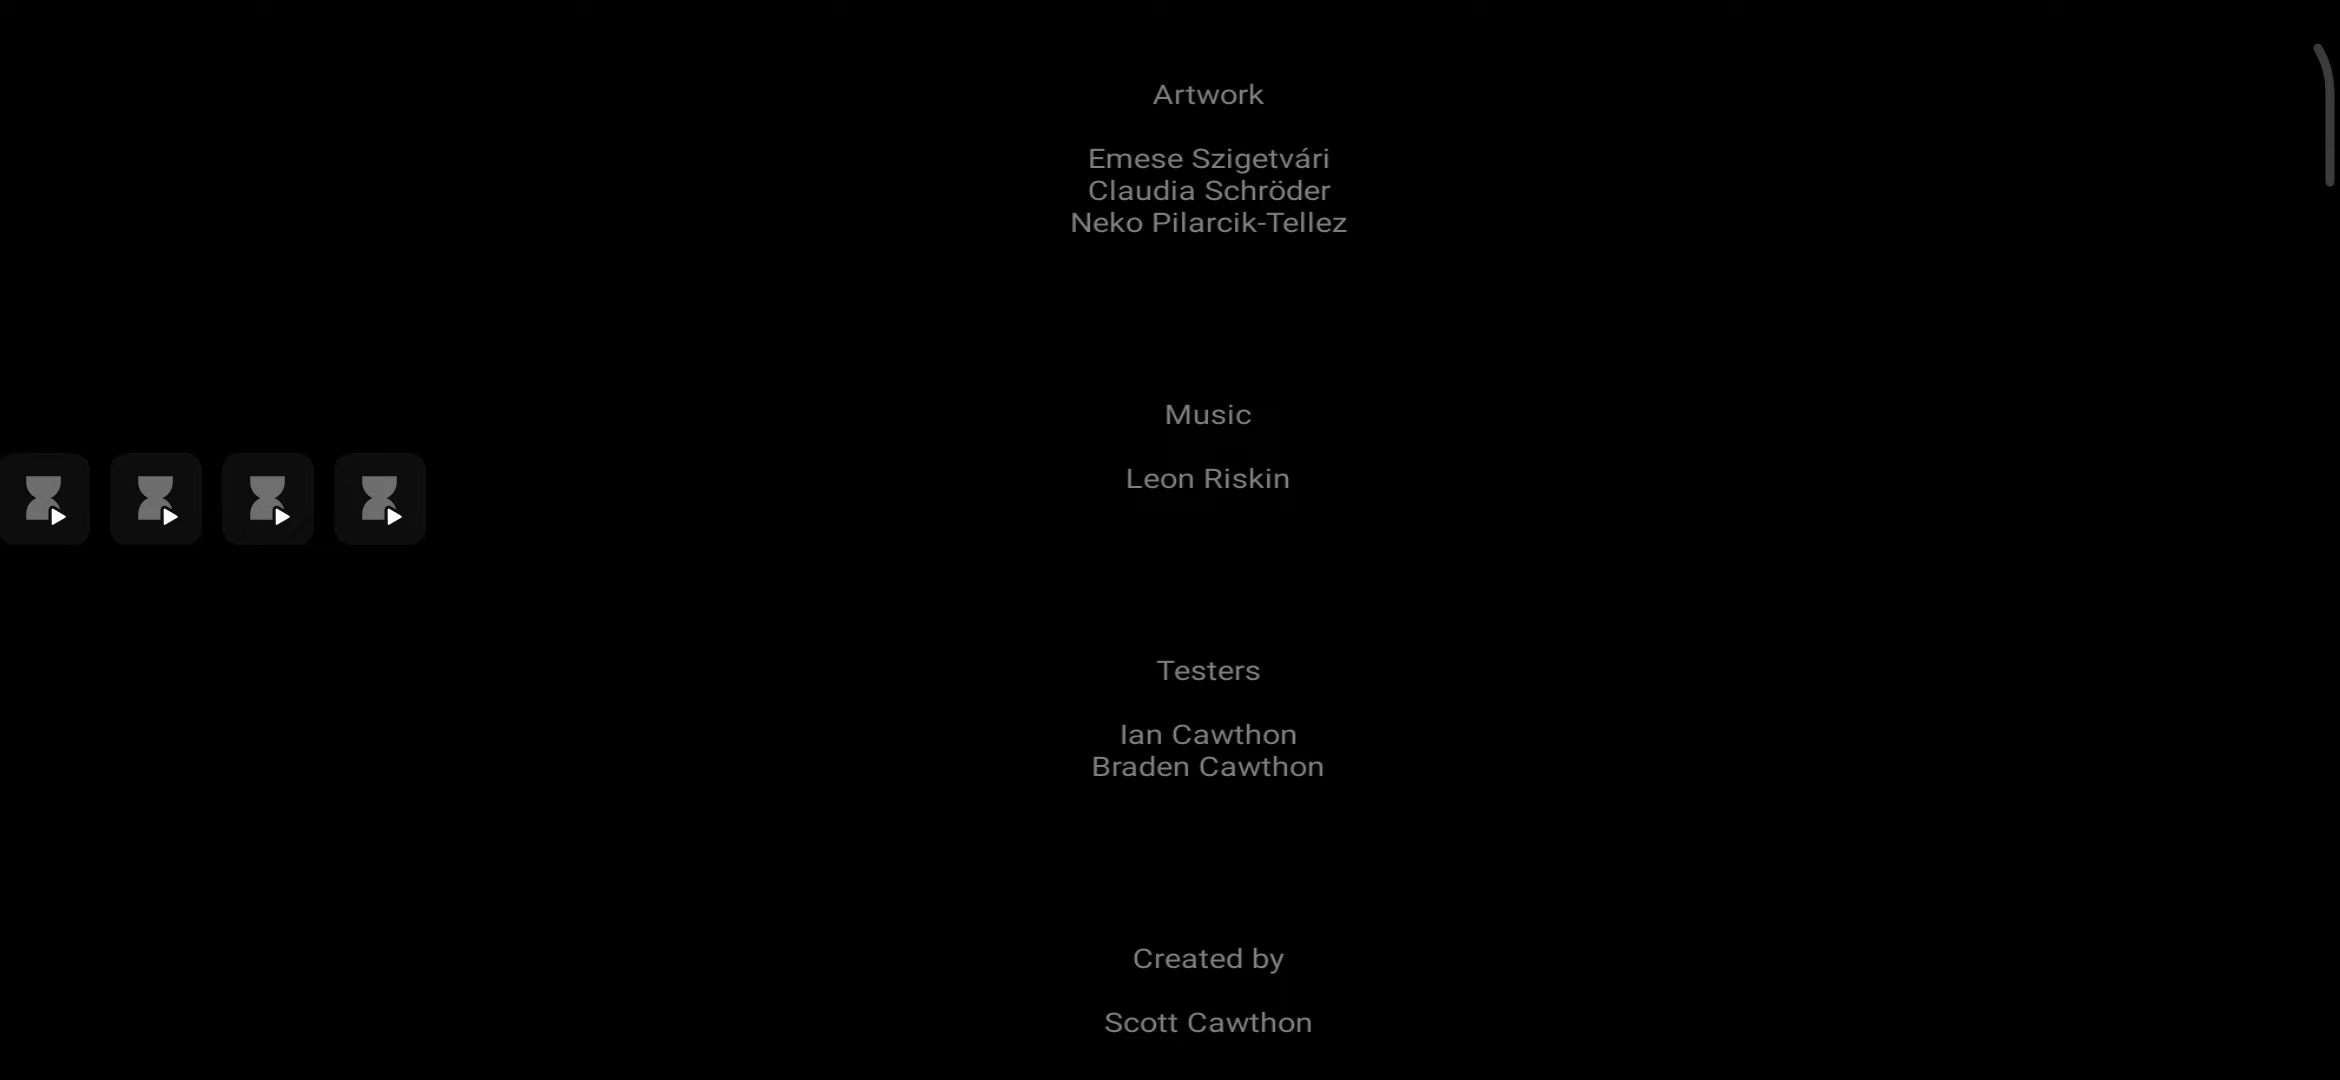 Artwork
Emese Szigetvári
Claudia Schröder
Neko Pilarcik-Tellez
Music
Leon Riskin
Testers
Ian Cawthon
Braden Cawthon
Created by
Scott Cawthon